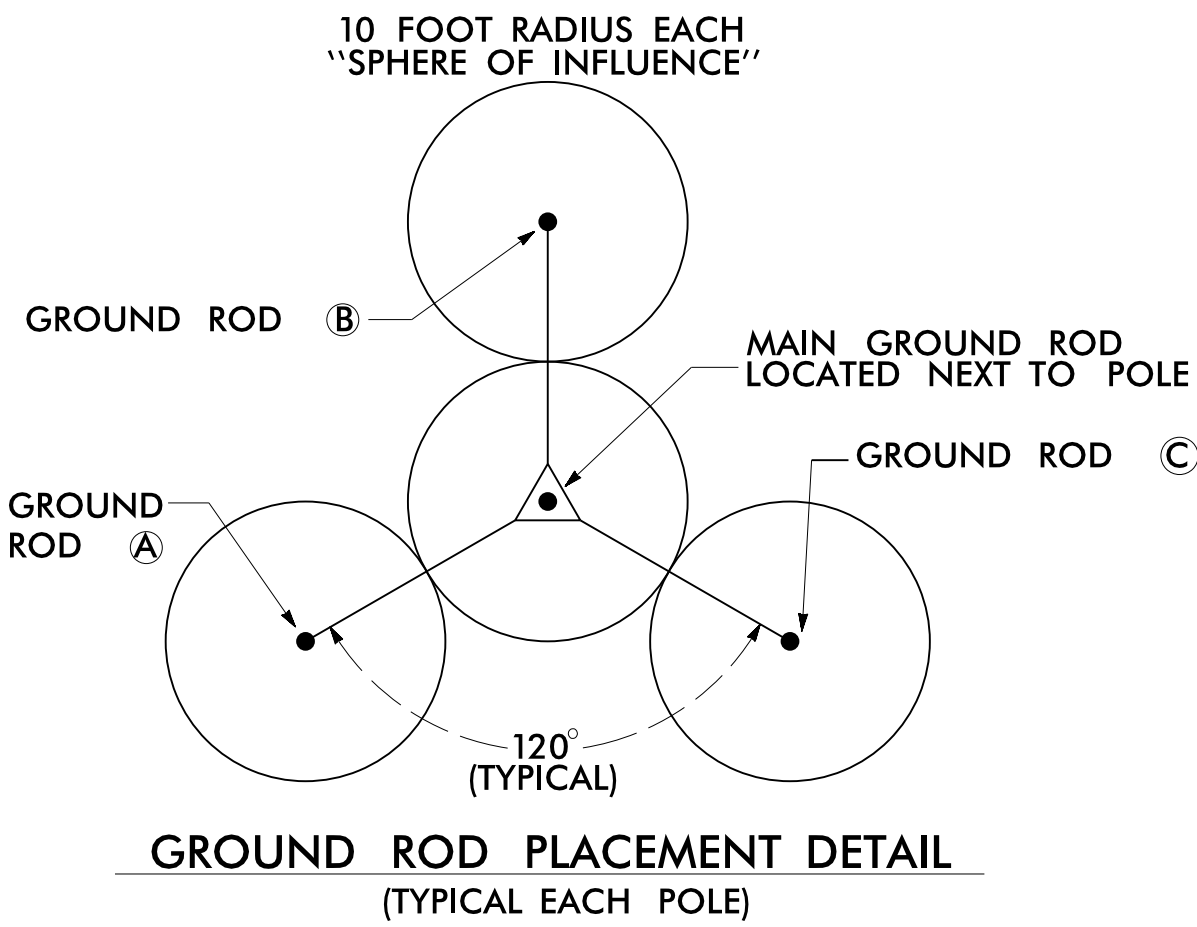 10 FOOT RADIUS EACH
‘‘SPHERE OF INFLUENCE’’
GROUND ROD Ⓑ
MAIN GROUND ROD
LOCATED NEXT TO POLE
GROUND ROD Ⓒ
GROUND
ROD Ⓐ
120°
(TYPICAL)
GROUND ROD PLACEMENT DETAIL
(TYPICAL EACH POLE)